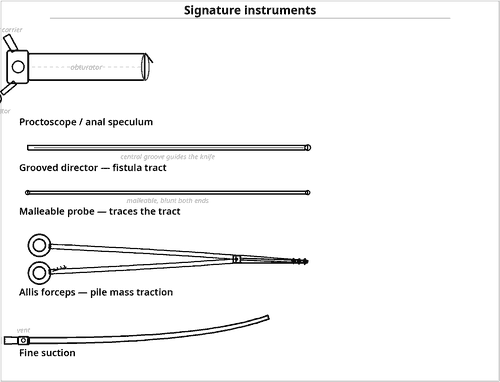 Signature instruments
carrier
obturator
Proctoscope / anal speculum
central groove guides the knife
Grooved director — fistula tract
malleable, blunt both ends
Malleable probe — traces the tract
Allis forceps — pile mass traction
vent
Fine suction